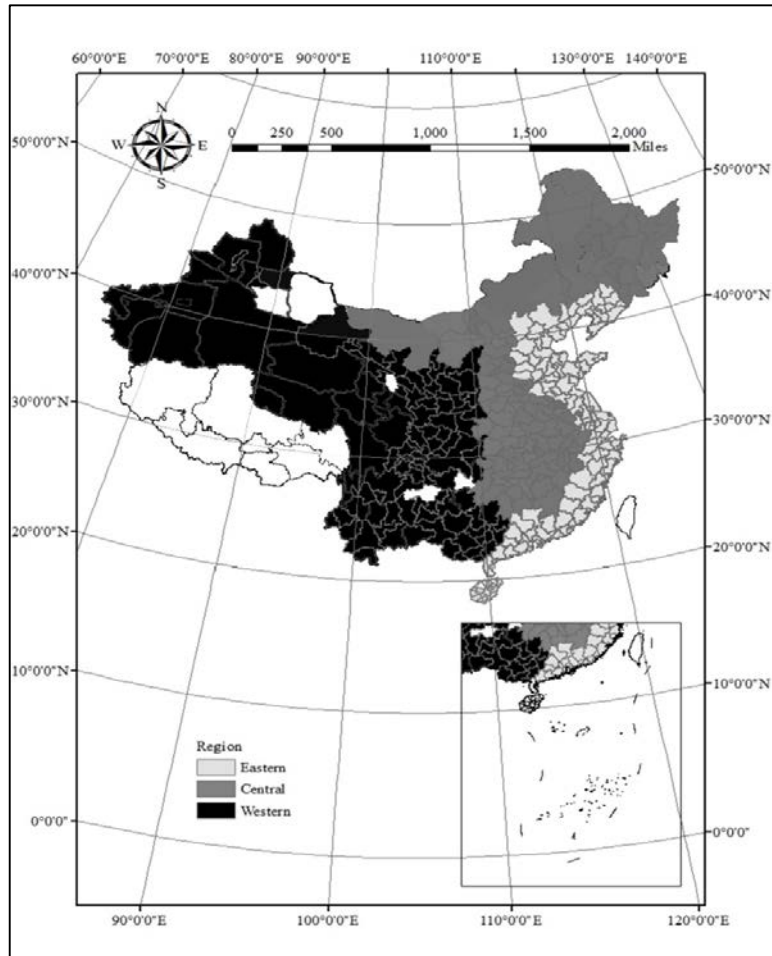 60°0'0"E 70°0'0"E 80°0'0"E 90°0'0"E 110°0'0"E 130°0'0"E 140°0'0"E
N
W E
S
0 250 500 1,000 1,500 2,000
Miles
50°0'0"N
50°0'0"N
40°0'0"N
40°0'0"N
30°0'0"N
30°0'0"N
20°0'0"N
20°0'0"N
10°0'0"N
10°0'0"N
Region
Eastern
Central
Western
0°0'0"
0°0'0"
90°0'0"E 100°0'0"E 110°0'0"E 120°0'0"E